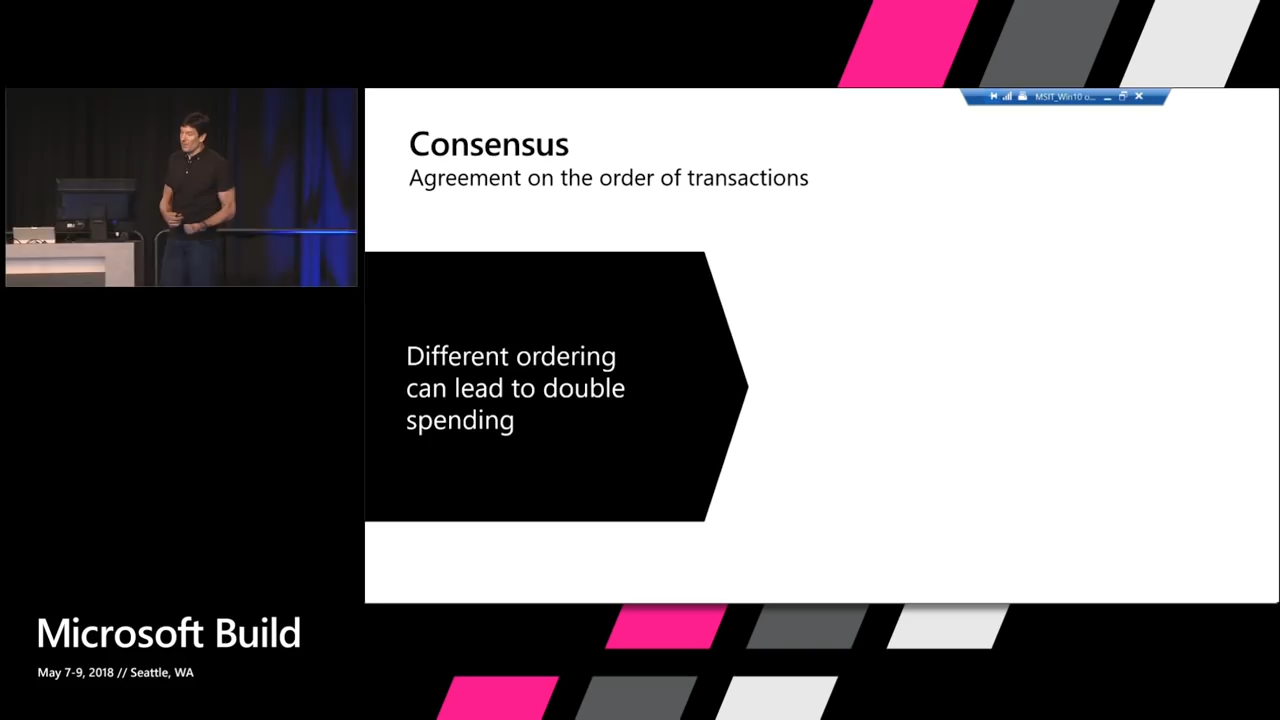 MSIT_Win10 o...
Consensus
Agreement on the order of transactions
Different ordering
can lead to double
spending
Microsoft Build
May 7-9, 2018 // Seattle, WA